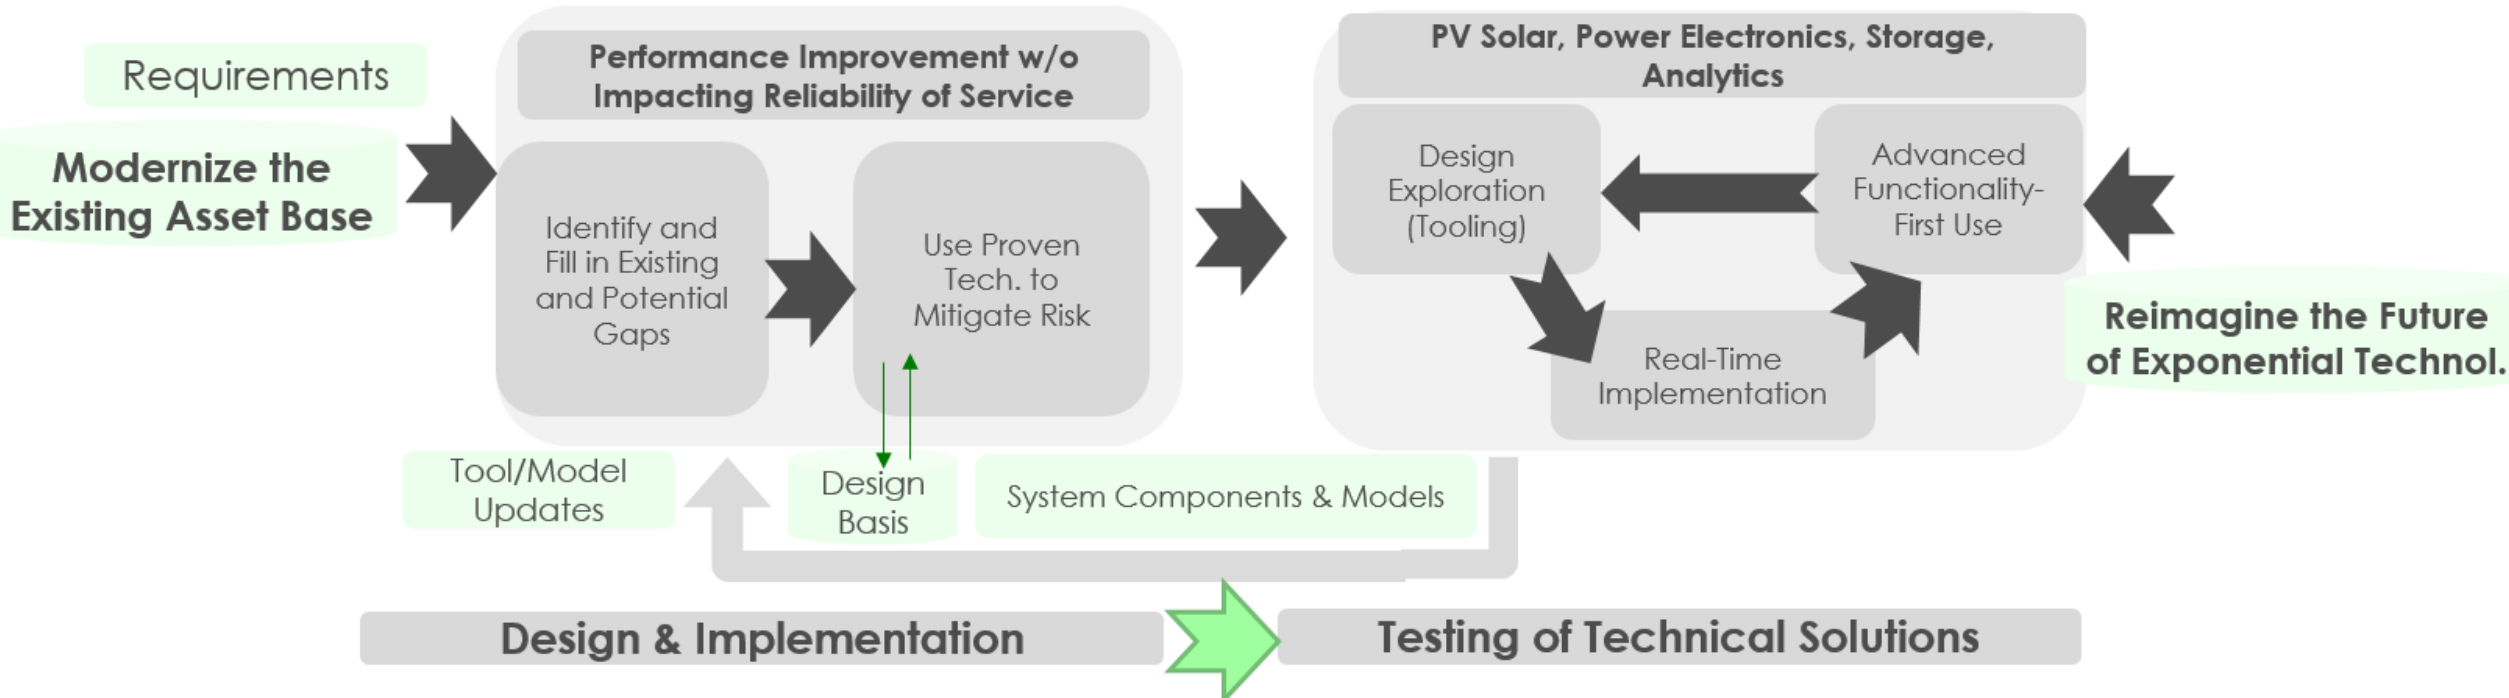 Requirements
Modernize the
Existing Asset Base
Performance Improvement w/o
Impacting Reliability of Service
Identify and
Fill in Existing
and Potential
Gaps
Use Proven
Tech. to
Mitigate Risk
PV Solar, Power Electronics, Storage,
Analytics
Design
Exploration
(Tooling)
Advanced
Functionality-
First Use
Real-Time
Implementation
Reimagine the Future
of Exponential Technol.
Tool/Model
Updates
Design
Basis
System Components & Models
Design & Implementation
Testing of Technical Solutions